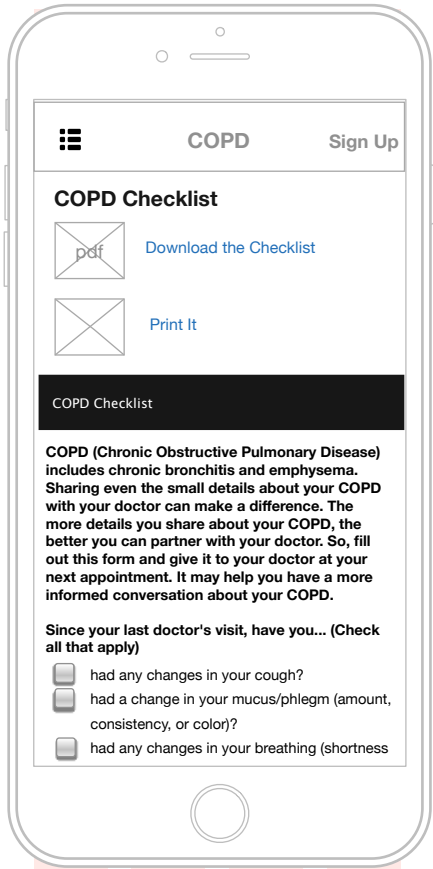 COPD
Sign Up
COPD Checklist
pdf
Download the Checklist
Print It
COPD Checklist
COPD (Chronic Obstructive Pulmonary Disease)
includes chronic bronchitis and emphysema.
Sharing even the small details about your COPD
with your doctor can make a difference. The
more details you share about your COPD, the
better you can partner with your doctor. So, fill
out this form and give it to your doctor at your
next appointment. It may help you have a more
informed conversation about your COPD.
Since your last doctor's visit, have you... (Check
all that apply)
had any changes in your cough?
had a change in your mucus/phlegm (amount,
consistency, or color)?
had any changes in your breathing (shortness